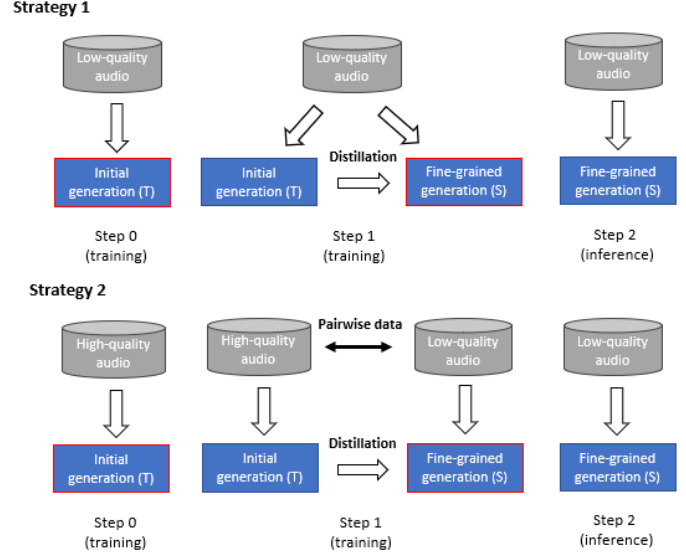 Strategy 1
Low-quality
audio
Low-quality
audio
Low-quality
audio
Initial
generation (T)
Initial
generation (T)
Distillation
Fine-grained
generation (S)
Fine-grained
generation (S)
Step 0
(training)
Step 1
(training)
Step 2
(inference)
Strategy 2
High-quality
audio
High-quality
audio
Pairwise data
Low-quality
audio
Low-quality
audio
Initial
generation (T)
Initial
generation (T)
Distillation
Fine-grained
generation (S)
Fine-grained
generation (S)
Step 0
(training)
Step 1
(training)
Step 2
(inference)